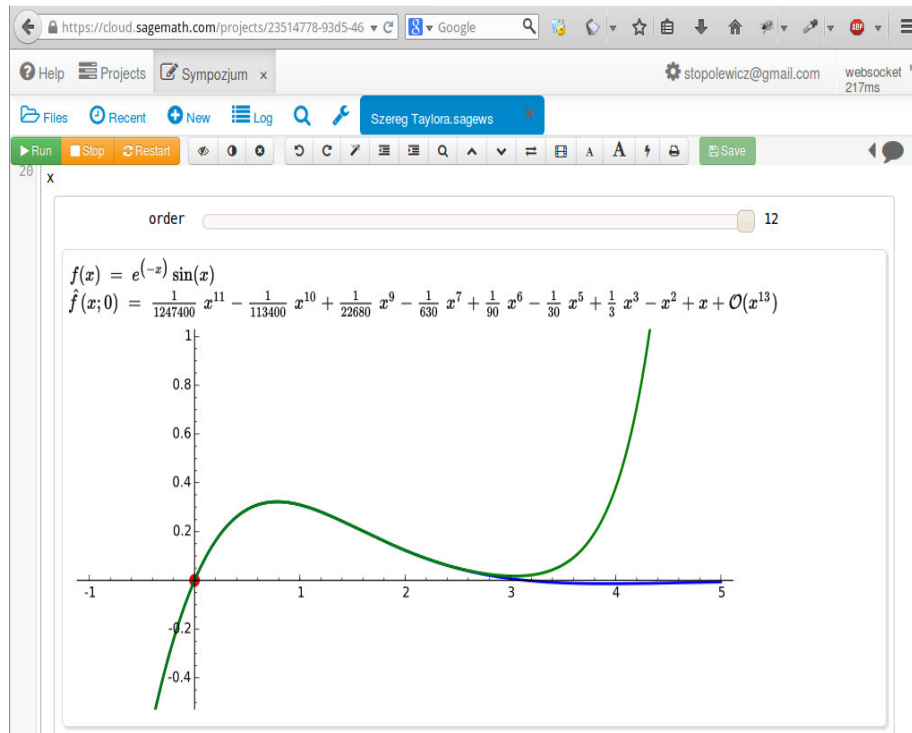 https://cloud.sagemath.com/projects/23514778-93d5-46 Google
Help Projects Sympozjum x stopolewicz@gmail.com websocket
217ms
Files Recent New Log Szereg Taylora.sagews
Run Stop Restart A A Save
20 x
order 12
f(x) = e^(-x) sin(x)
f̂(x;0) = 1/1247400 x^11 − 1/113400 x^10 + 1/22680 x^9 − 1/630 x^7 + 1/90 x^6 − 1/30 x^5 + 1/3 x^3 − x^2 + x + 𝒪(x^13)
1
0.8
0.6
0.4
0.2
-1 1 2 3 4 5
-0.2
-0.4